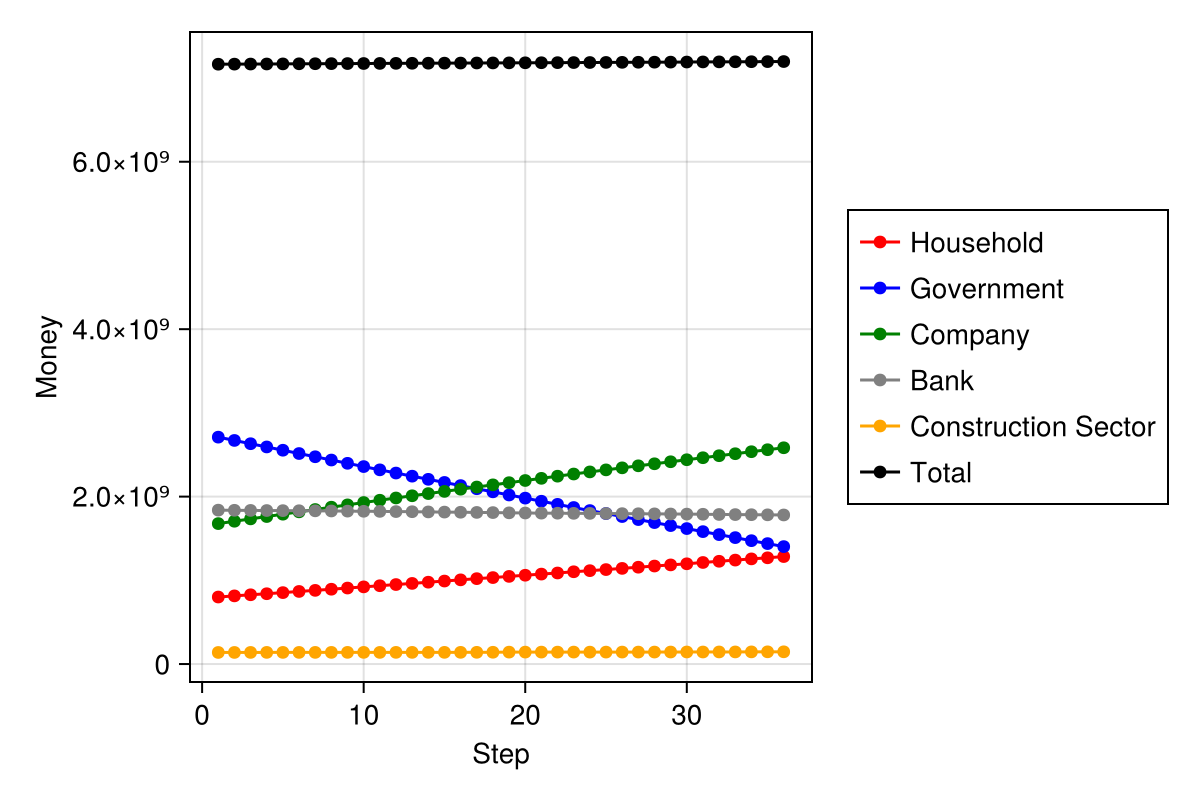 6.0×10⁹
4.0×10⁹
2.0×10⁹
0
Money
0 10 20 30
Step
Household
Government
Company
Bank
Construction Sector
Total